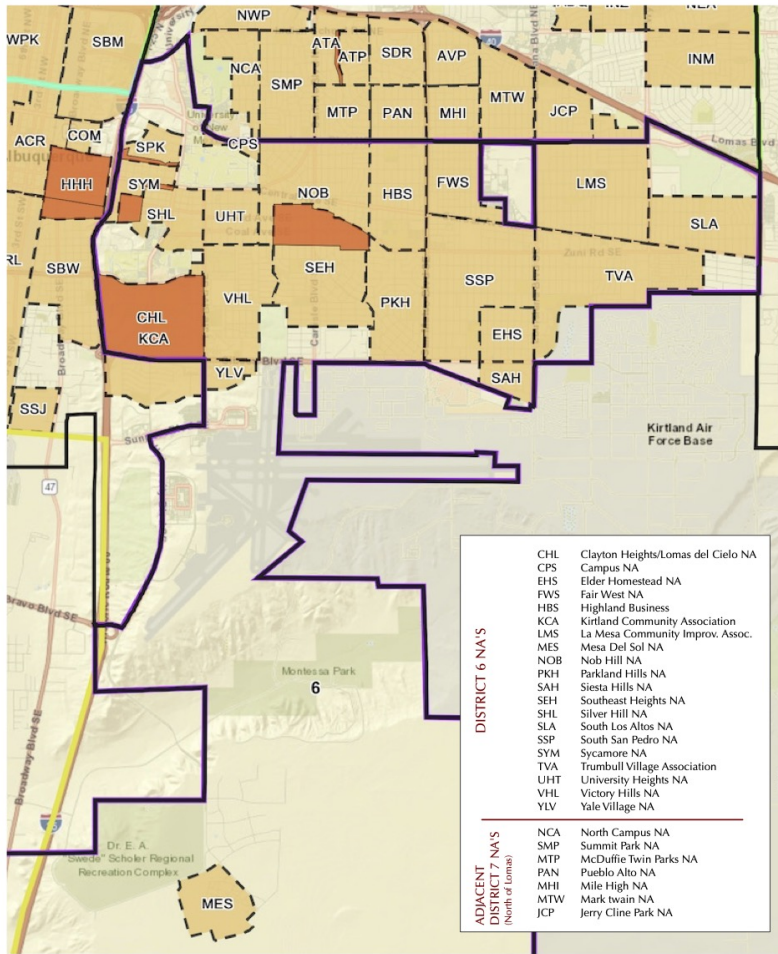 NWP
WPK
SBM
ATA
ATP
SDR
AVP
INM
NCA
SMP
MTW
MTP
PAN
MHI
JCP
COM
ACR
SPK
CPS
Lomas Blvd
HHH
SYM
NOB
HBS
FWS
LMS
SHL
UHT
SLA
Zuni Rd SE
SBW
SEH
SSP
TVA
VHL
PKH
CHL
KCA
EHS
Blvd SE
YLV
SAH
SSJ
Kirtland Air
Force Base
47
Montessa Park
6
Broadway Blvd SE
Dr. E. A.
"Swede" Scholer Regional
Recreation Complex
MES
DISTRICT 6 NA'S
CHL Clayton Heights/Lomas del Cielo NA
CPS Campus NA
EHS Elder Homestead NA
FWS Fair West NA
HBS Highland Business
KCA Kirtland Community Association
LMS La Mesa Community Improv. Assoc.
MES Mesa Del Sol NA
NOB Nob Hill NA
PKH Parkland Hills NA
SAH Siesta Hills NA
SEH Southeast Heights NA
SHL Silver Hill NA
SLA South Los Altos NA
SSP South San Pedro NA
SYM Sycamore NA
TVA Trumbull Village Association
UHT University Heights NA
VHL Victory Hills NA
YLV Yale Village NA
ADJACENT
DISTRICT 7 NA'S
(North of Lomas)
NCA North Campus NA
SMP Summit Park NA
MTP McDuffie Twin Parks NA
PAN Pueblo Alto NA
MHI Mile High NA
MTW Mark twain NA
JCP Jerry Cline Park NA